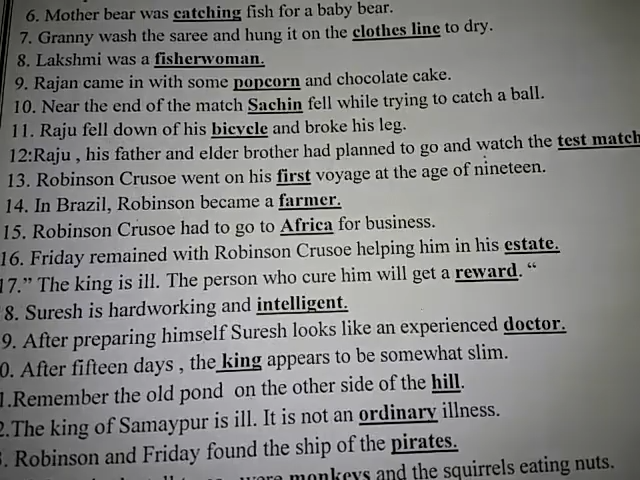 6. Mother bear was catching fish for a baby bear.
7. Granny wash the saree and hung it on the clothes line to dry.
8. Lakshmi was a fisherwoman.
9. Rajan came in with some popcorn and chocolate cake.
10. Near the end of the match Sachin fell while trying to catch a ball.
11. Raju fell down of his bicycle and broke his leg.
12:Raju , his father and elder brother had planned to go and watch the test match
13. Robinson Crusoe went on his first voyage at the age of nineteen.
14. In Brazil, Robinson became a farmer.
15. Robinson Crusoe had to go to Africa for business.
16. Friday remained with Robinson Crusoe helping him in his estate.
17.” The king is ill. The person who cure him will get a reward. “
8. Suresh is hardworking and intelligent.
9. After preparing himself Suresh looks like an experienced doctor.
0. After fifteen days , the king appears to be somewhat slim.
1.Remember the old pond on the other side of the hill.
2.The king of Samaypur is ill. It is not an ordinary illness.
. Robinson and Friday found the ship of the pirates.
were monkeys and the squirrels eating nuts.